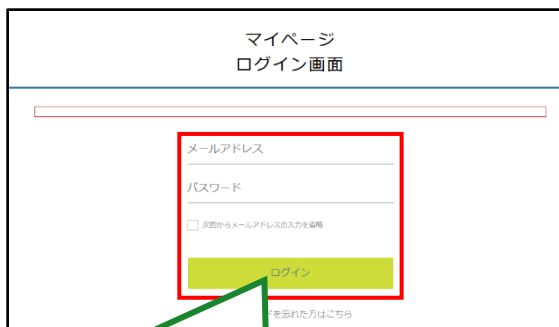 マイページ
ログイン画面
メールアドレス
パスワード
次回からメールアドレスの入力を省略
ログイン
ドを忘れた方はこちら